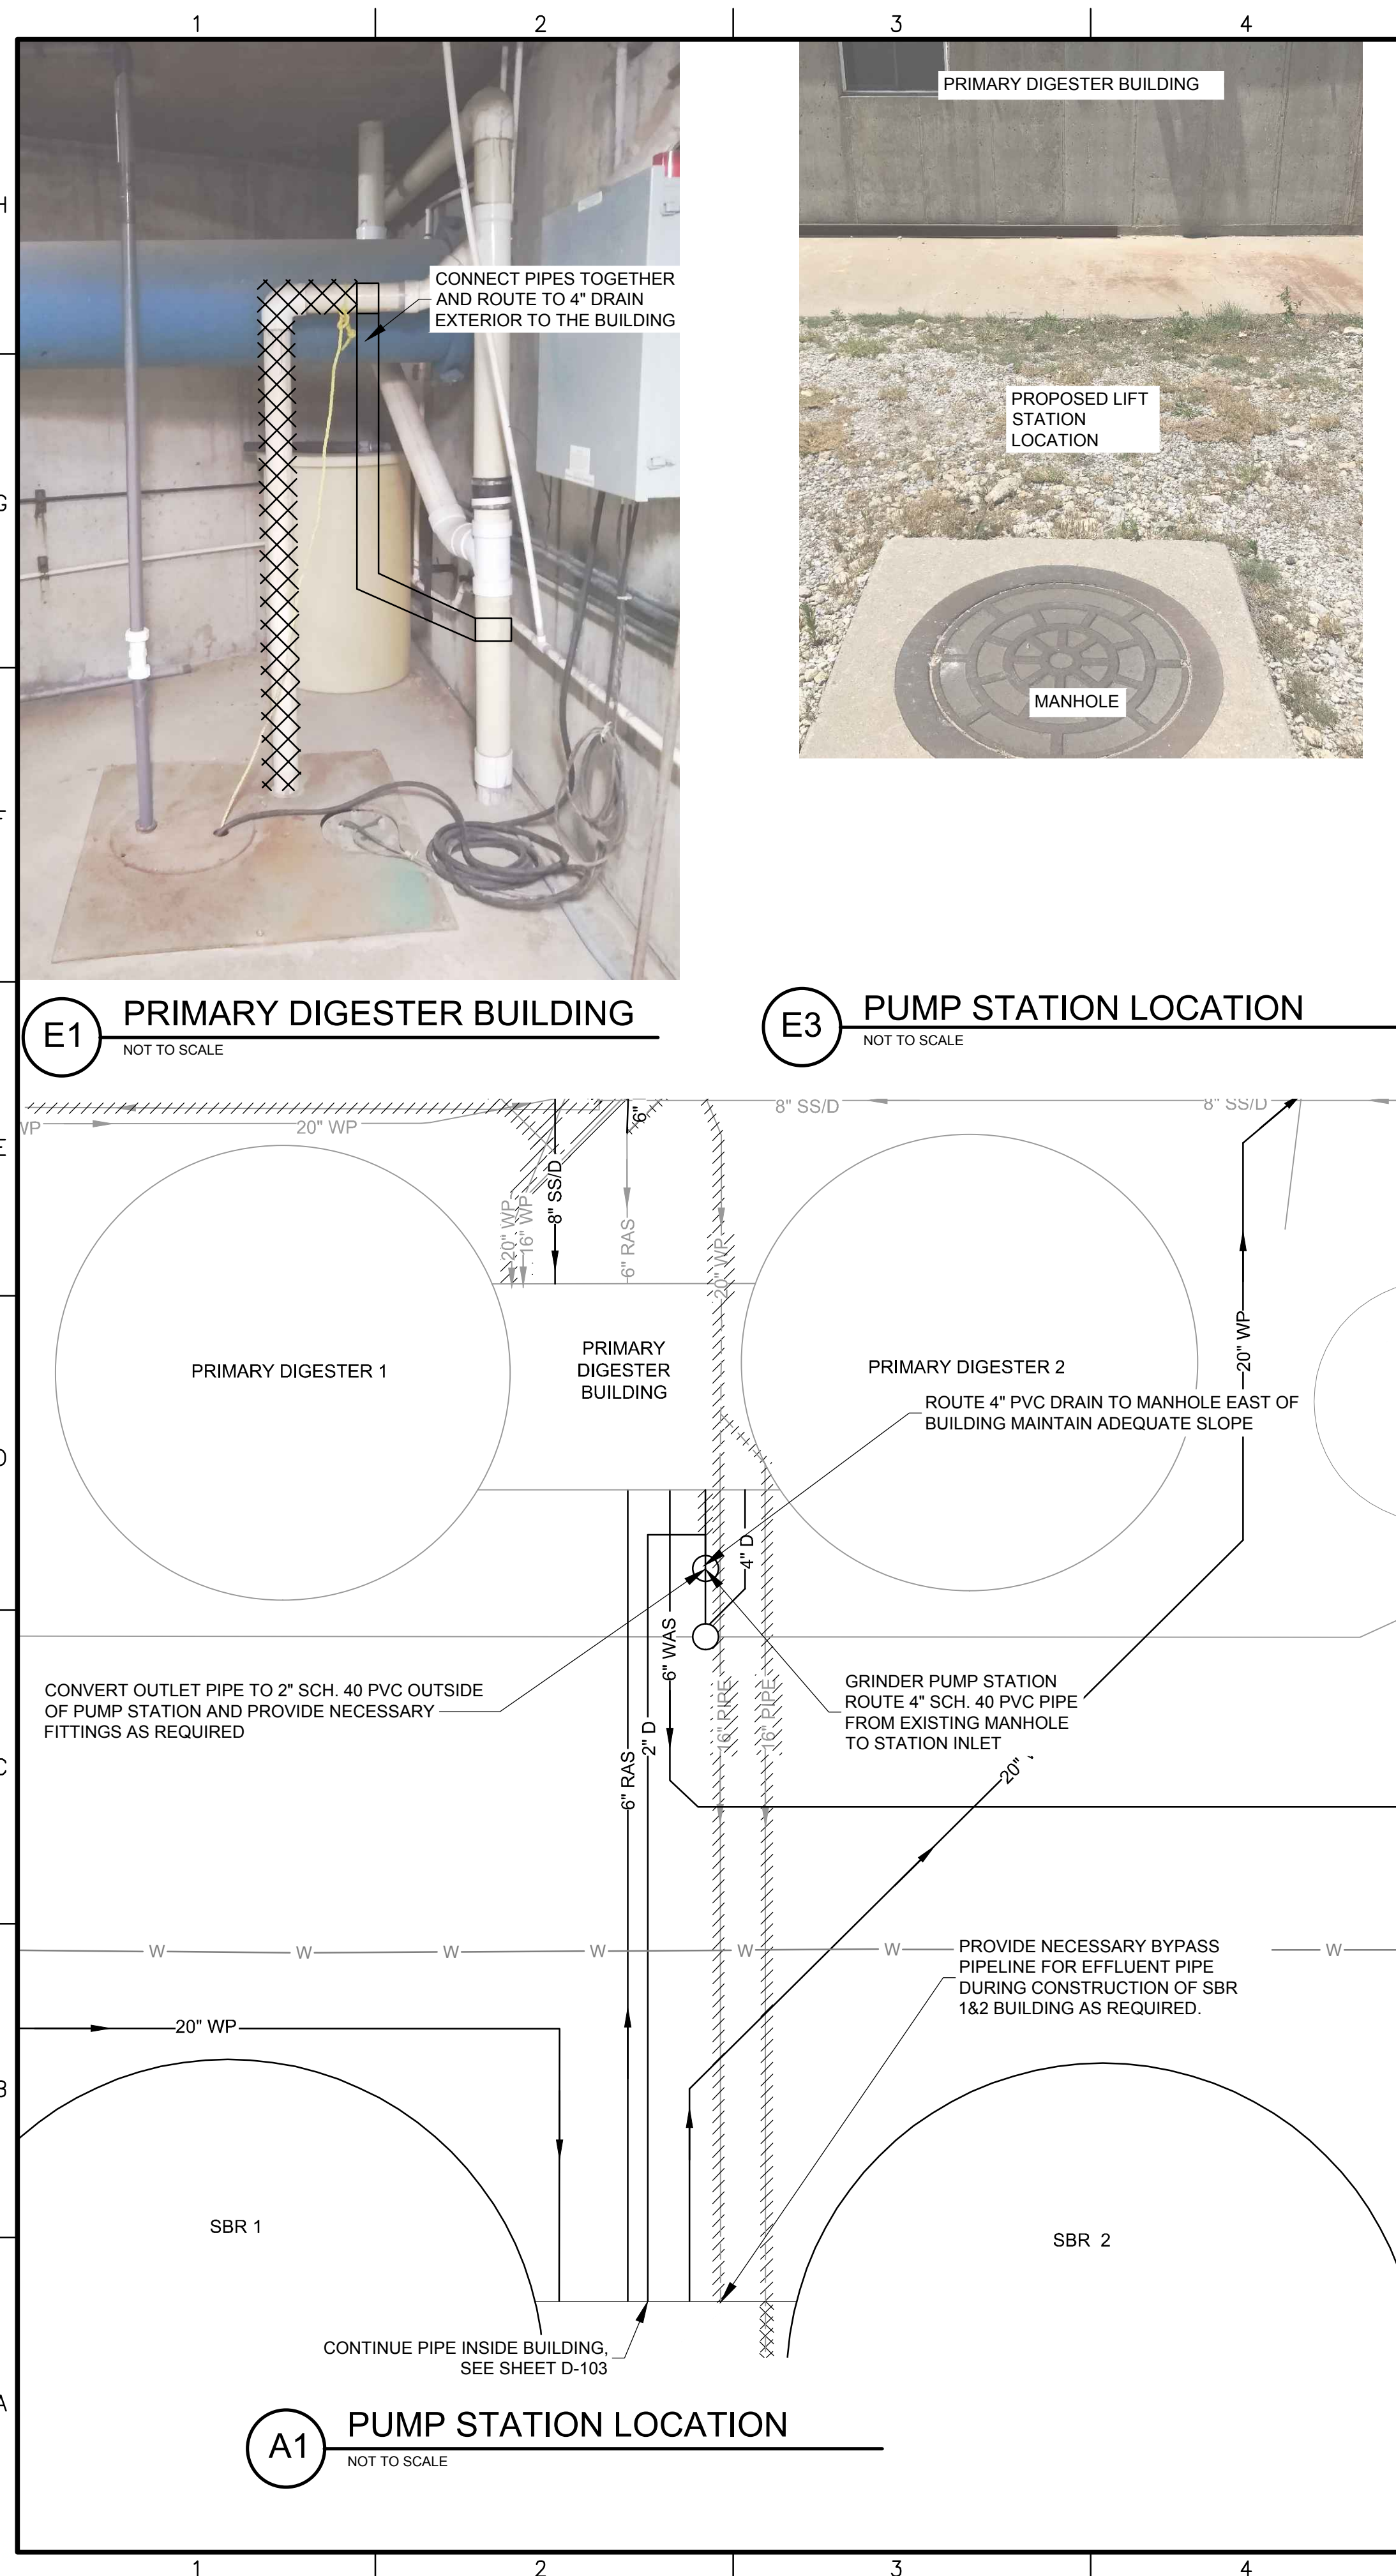 1
2
3
4
H
G
F
E
D
C
B
A
CONNECT PIPES TOGETHER
AND ROUTE TO 4" DRAIN
EXTERIOR TO THE BUILDING
PRIMARY DIGESTER BUILDING
PROPOSED LIFT
STATION
LOCATION
MANHOLE
E1
PRIMARY DIGESTER BUILDING
NOT TO SCALE
E3
PUMP STATION LOCATION
NOT TO SCALE
WP
20" WP
6"
8" SS/D
8" SS/D
20" WP
16" WP
8" SS/D
6" RAS
20" WP
20" WP
PRIMARY DIGESTER 1
PRIMARY
DIGESTER
BUILDING
PRIMARY DIGESTER 2
ROUTE 4" PVC DRAIN TO MANHOLE EAST OF
BUILDING MAINTAIN ADEQUATE SLOPE
4" D
6" WAS
CONVERT OUTLET PIPE TO 2" SCH. 40 PVC OUTSIDE
OF PUMP STATION AND PROVIDE NECESSARY
FITTINGS AS REQUIRED
GRINDER PUMP STATION
ROUTE 4" SCH. 40 PVC PIPE
FROM EXISTING MANHOLE
TO STATION INLET
16" PIPE
16" PIPE
2" D
6" RAS
20"
W
W
W
W
W
W
W
PROVIDE NECESSARY BYPASS
PIPELINE FOR EFFLUENT PIPE
DURING CONSTRUCTION OF SBR
1&2 BUILDING AS REQUIRED.
20" WP
SBR 1
SBR 2
CONTINUE PIPE INSIDE BUILDING,
SEE SHEET D-103
A1
PUMP STATION LOCATION
NOT TO SCALE
1
2
3
4